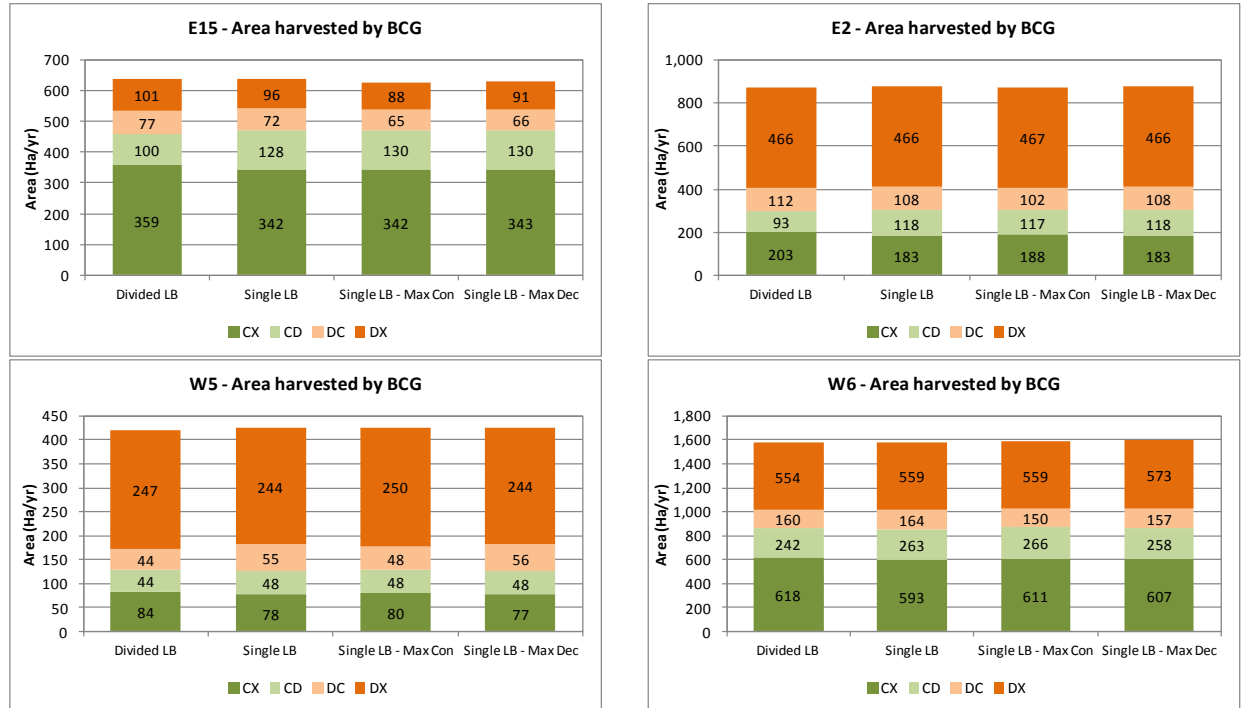 E15 - Area harvested by BCG
700
600
500
400
300
200
100
0
Area (Ha/yr)
101 96 88 91
77 72 65 66
100 128 130 130
359 342 342 343
Divided LB Single LB Single LB - Max Con Single LB - Max Dec
CX CD DC DX
E2 - Area harvested by BCG
1,000
800
600
400
200
0
Area (Ha/yr)
466 466 467 466
112 108 102 108
93 118 117 118
203 183 188 183
Divided LB Single LB Single LB - Max Con Single LB - Max Dec
CX CD DC DX
W5 - Area harvested by BCG
450
400
350
300
250
200
150
100
50
0
Area (Ha/yr)
247 244 250 244
44 55 48 56
44 48 48 48
84 78 80 77
Divided LB Single LB Single LB - Max Con Single LB - Max Dec
CX CD DC DX
W6 - Area harvested by BCG
1,800
1,600
1,400
1,200
1,000
800
600
400
200
0
Area (Ha/yr)
554 559 559 573
160 164 150 157
242 263 266 258
618 593 611 607
Divided LB Single LB Single LB - Max Con Single LB - Max Dec
CX CD DC DX